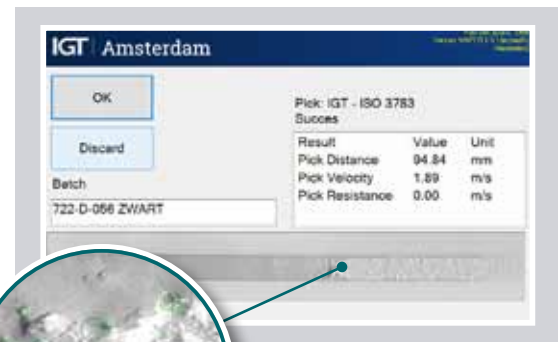 IGT Amsterdam
OK
Discard
Batch
722-D-056 ZWART
Pick: IGT - ISO 3783
Succes
Result Value Unit
Pick Distance 94.84 mm
Pick Velocity 1.89 m/s
Pick Resistance 0.00 m/s